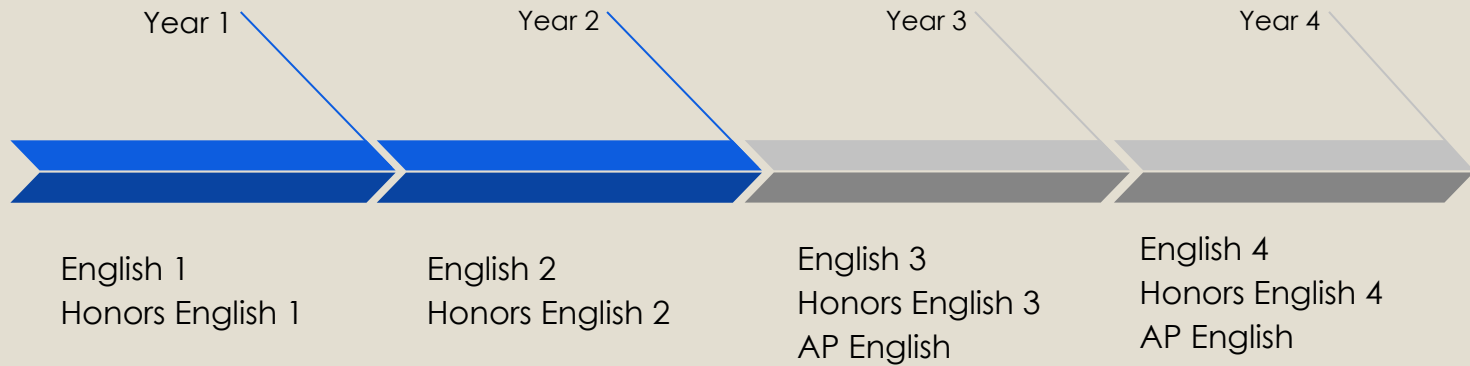 Year 1
Year 2
Year 3
Year 4
English 1
Honors English 1
English 2
Honors English 2
English 3
Honors English 3
AP English
English 4
Honors English 4
AP English